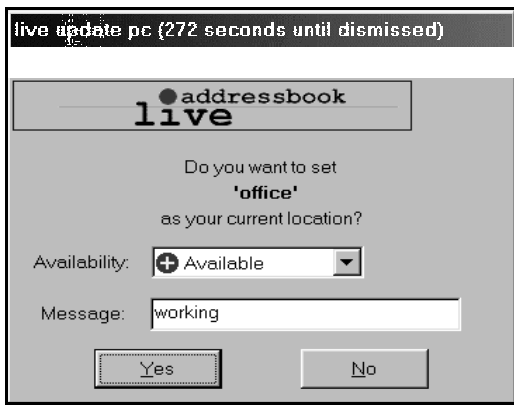 live update pc (272 seconds until dismissed)
addressbook
live
Do you want to set
'office'
as your current location?
Availability: Available
Message: working
Yes No